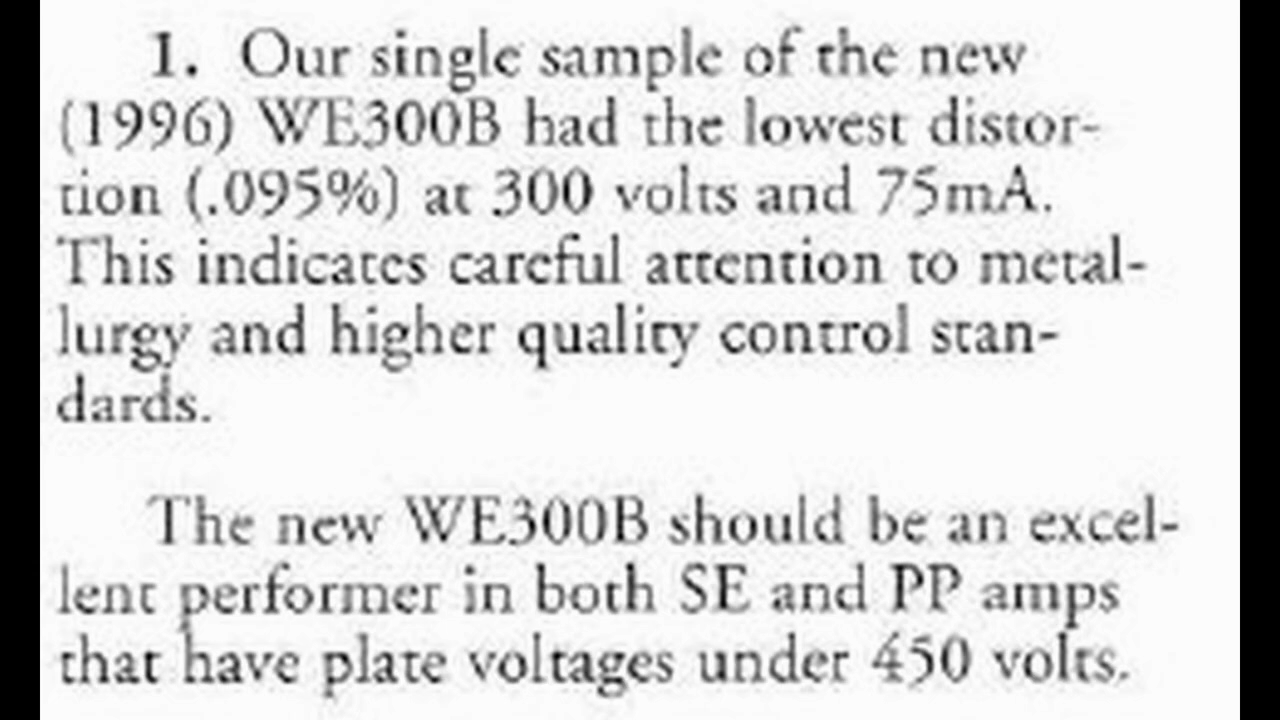 1. Our single sample of the new
(1996) WE300B had the lowest distor-
tion (.095%) at 300 volts and 75mA.
This indicates careful attention to metal-
lurgy and higher quality control stan-
dards.
The new WE300B should be an excel-
lent performer in both SE and PP amps
that have plate voltages under 450 volts.